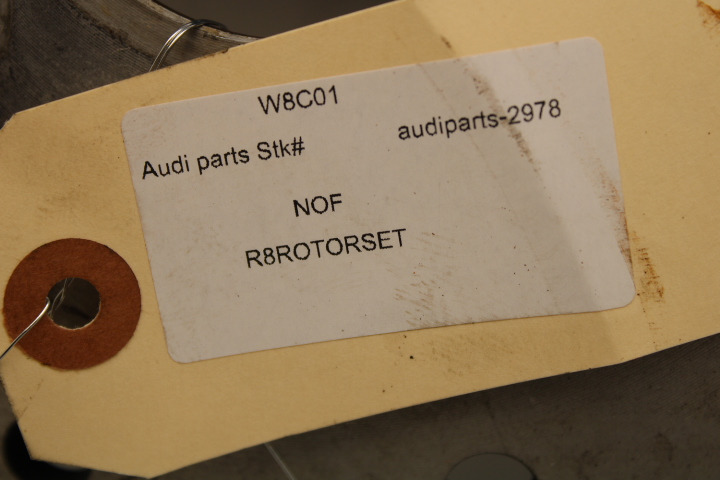 W8C01
Audi parts Stk# audiparts-2978
NOF
R8ROTORSET